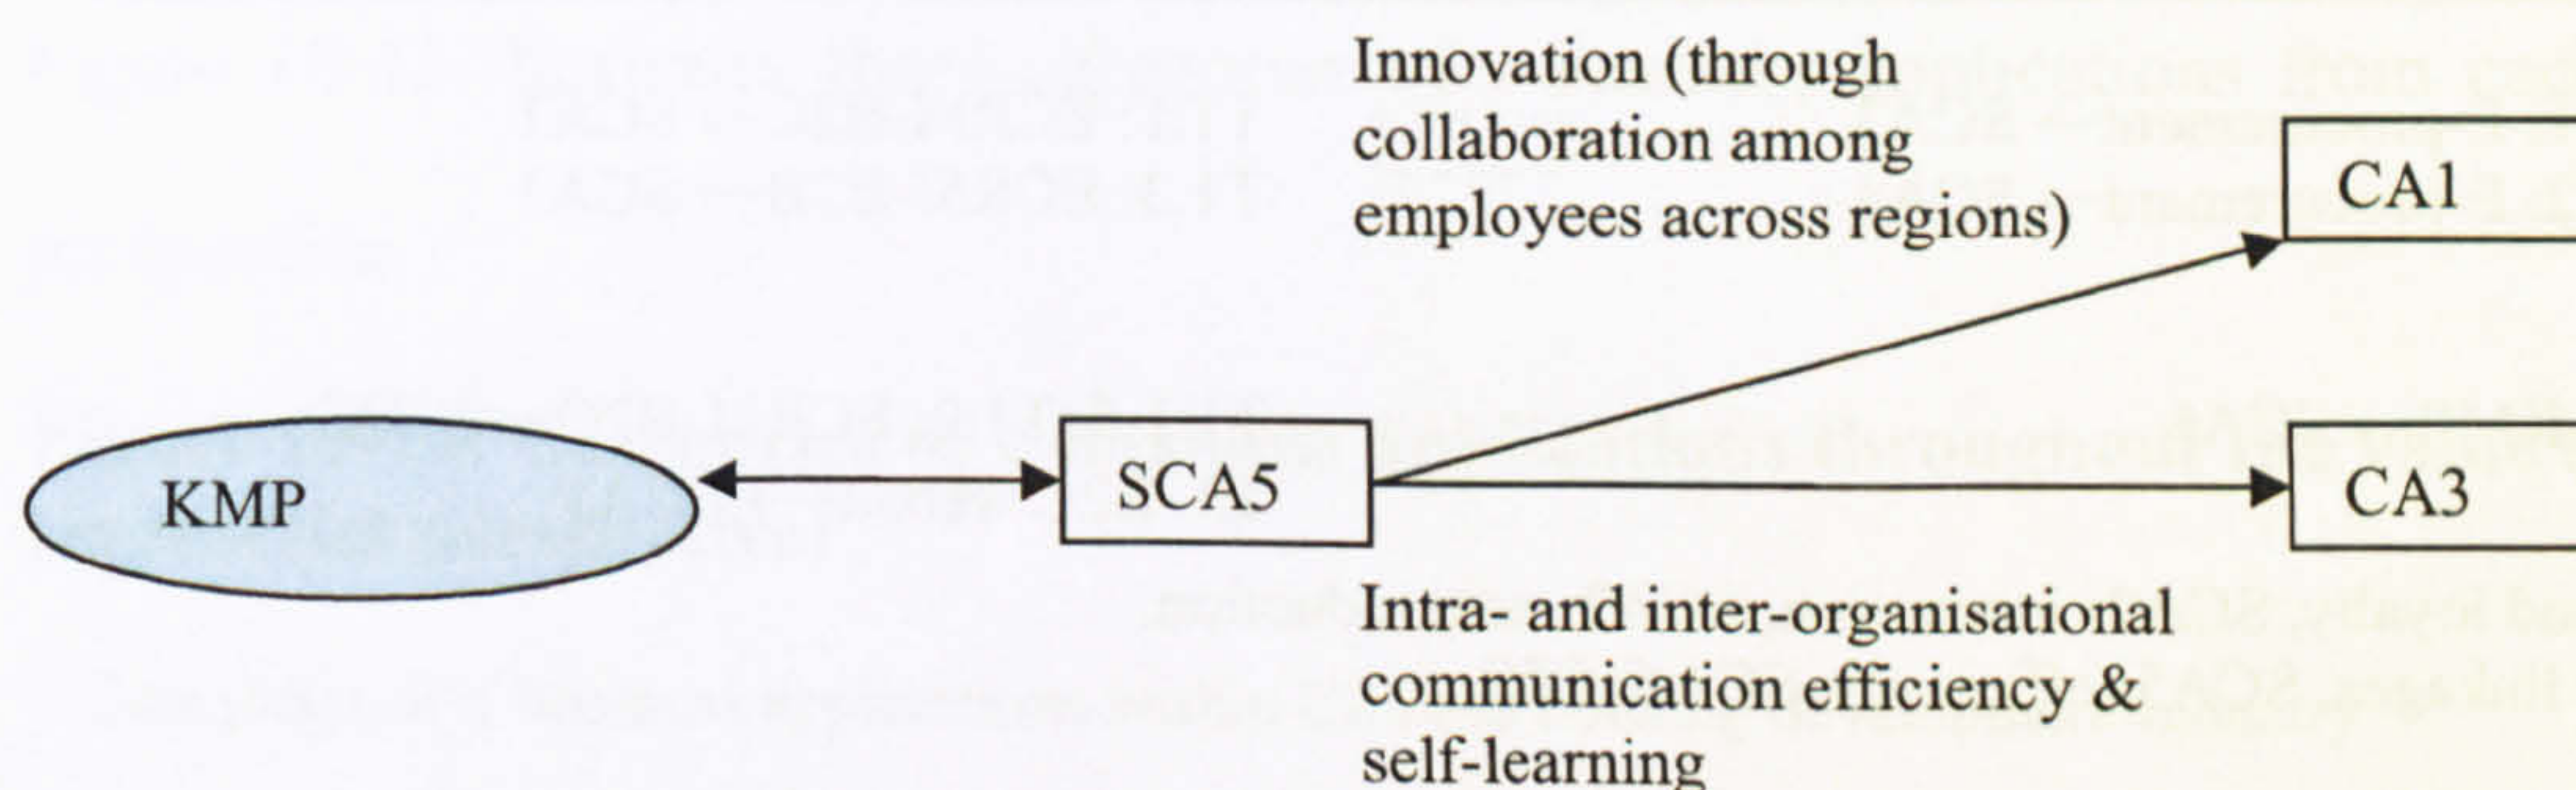 Innovation (through
collaboration among
employees across regions)
CA1
KMP
SCA5
CA3
Intra- and inter-organisational
communication efficiency &
self-learning